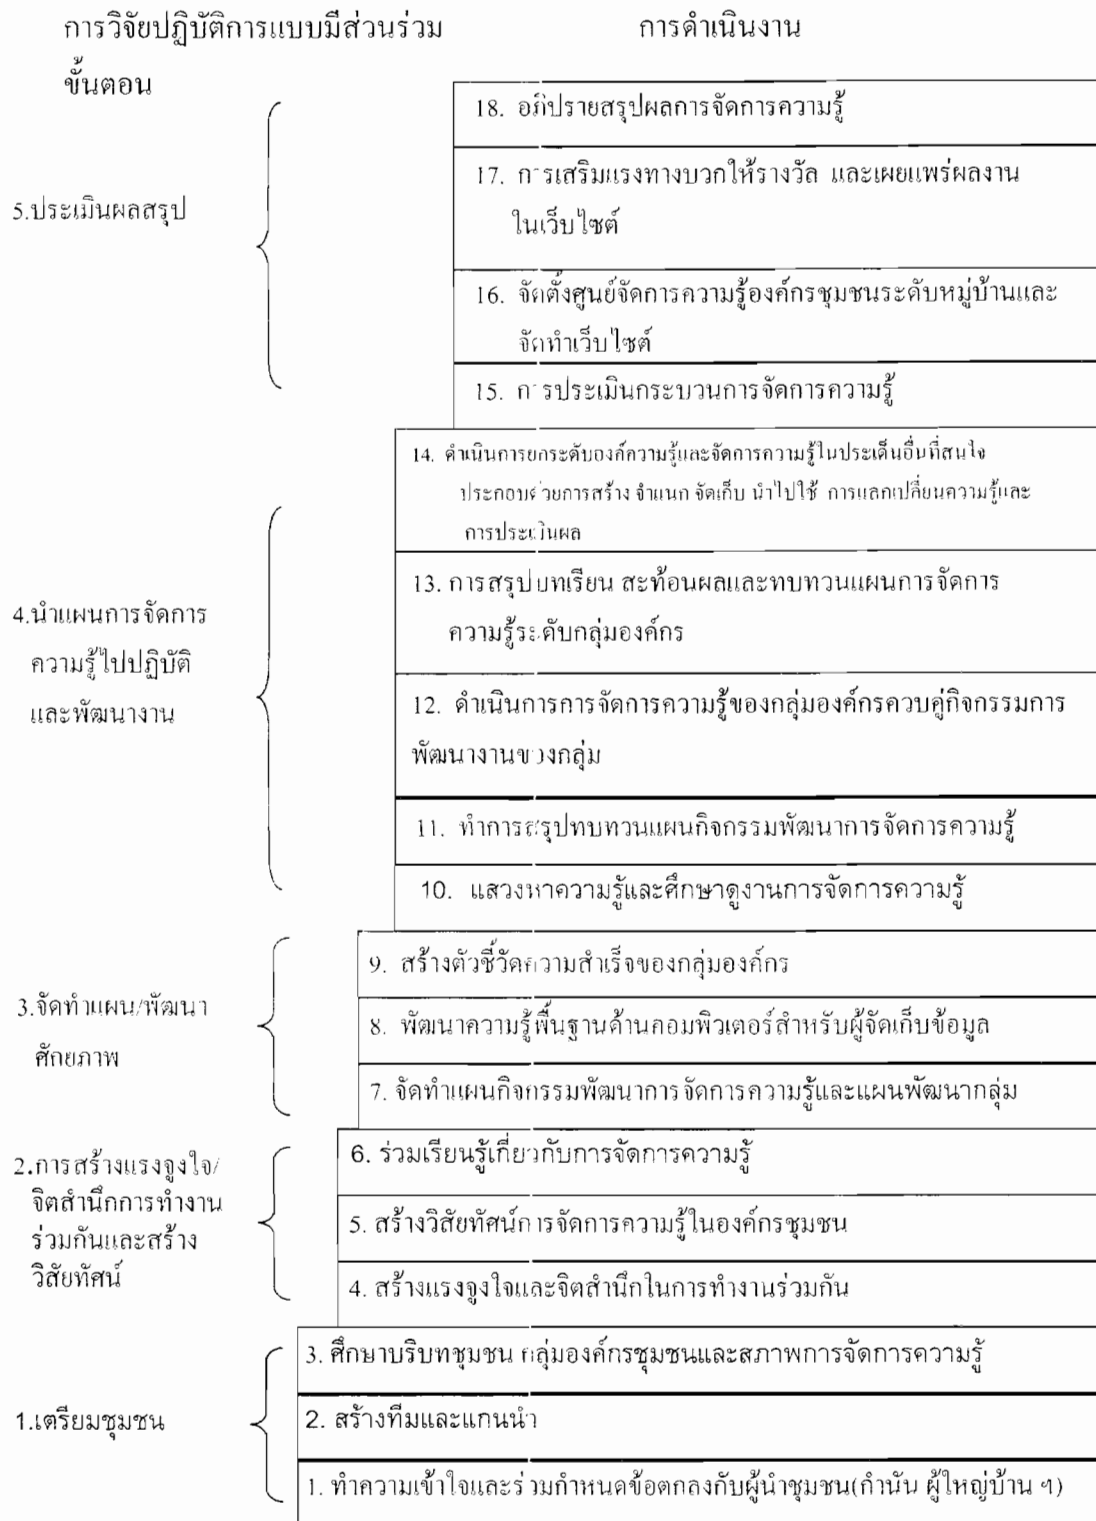 การวิจัยปฏิบัติการแบบมีส่วนร่วม
การดำเนินงาน
ขั้นตอน
5.ประเมินผลสรุป
18. อภิปรายสรุปผลการจัดการความรู้
17. การเสริมแรงทางบวกให้รางวัล และเผยแพร่ผลงาน
ในเว็บไซต์
16. จัดตั้งศูนย์จัดการความรู้องค์กรชุมชนระดับหมู่บ้านและ
จัดทำเว็บไซต์
15. การประเมินกระบวนการจัดการความรู้
4.นำแผนการจัดการ
ความรู้ไปปฏิบัติ
และพัฒนางาน
14. ดำเนินการยกระดับองค์ความรู้และจัดการความรู้ในประเด็นอื่นที่สนใจ
ประกอบด้วยการสร้าง จำแนก จัดเก็บ นำไปใช้ การแลกเปลี่ยนความรู้และ
การประเมินผล
13. การสรุปบทเรียน สะท้อนผลและทบทวนแผนการจัดการ
ความรู้ระดับกลุ่มองค์กร
12. ดำเนินการการจัดการความรู้ของกลุ่มองค์กรควบคู่กิจกรรมการ
พัฒนางานของกลุ่ม
11. ทำการสรุปทบทวนแผนกิจกรรมพัฒนาการจัดการความรู้
10. แสวงหาความรู้และศึกษาดูงานการจัดการความรู้
3.จัดทำแผน/พัฒนา
ศักยภาพ
9. สร้างตัวชี้วัดความสำเร็จของกลุ่มองค์กร
8. พัฒนาความรู้พื้นฐานด้านคอมพิวเตอร์สำหรับผู้จัดเก็บข้อมูล
7. จัดทำแผนกิจกรรมพัฒนาการจัดการความรู้และแผนพัฒนากลุ่ม
2.การสร้างแรงจูงใจ/
จิตสำนึกการทำงาน
ร่วมกันและสร้าง
วิสัยทัศน์
6. ร่วมเรียนรู้เกี่ยวกับการจัดการความรู้
5. สร้างวิสัยทัศน์การจัดการความรู้ในองค์กรชุมชน
4. สร้างแรงจูงใจและจิตสำนึกในการทำงานร่วมกัน
1.เตรียมชุมชน
3. ศึกษาบริบทชุมชน กลุ่มองค์กรชุมชนและสภาพการจัดการความรู้
2. สร้างทีมและแกนนำ
1. ทำความเข้าใจและร่วมกำหนดข้อตกลงกับผู้นำชุมชน(กำนัน ผู้ใหญ่บ้าน ฯ)